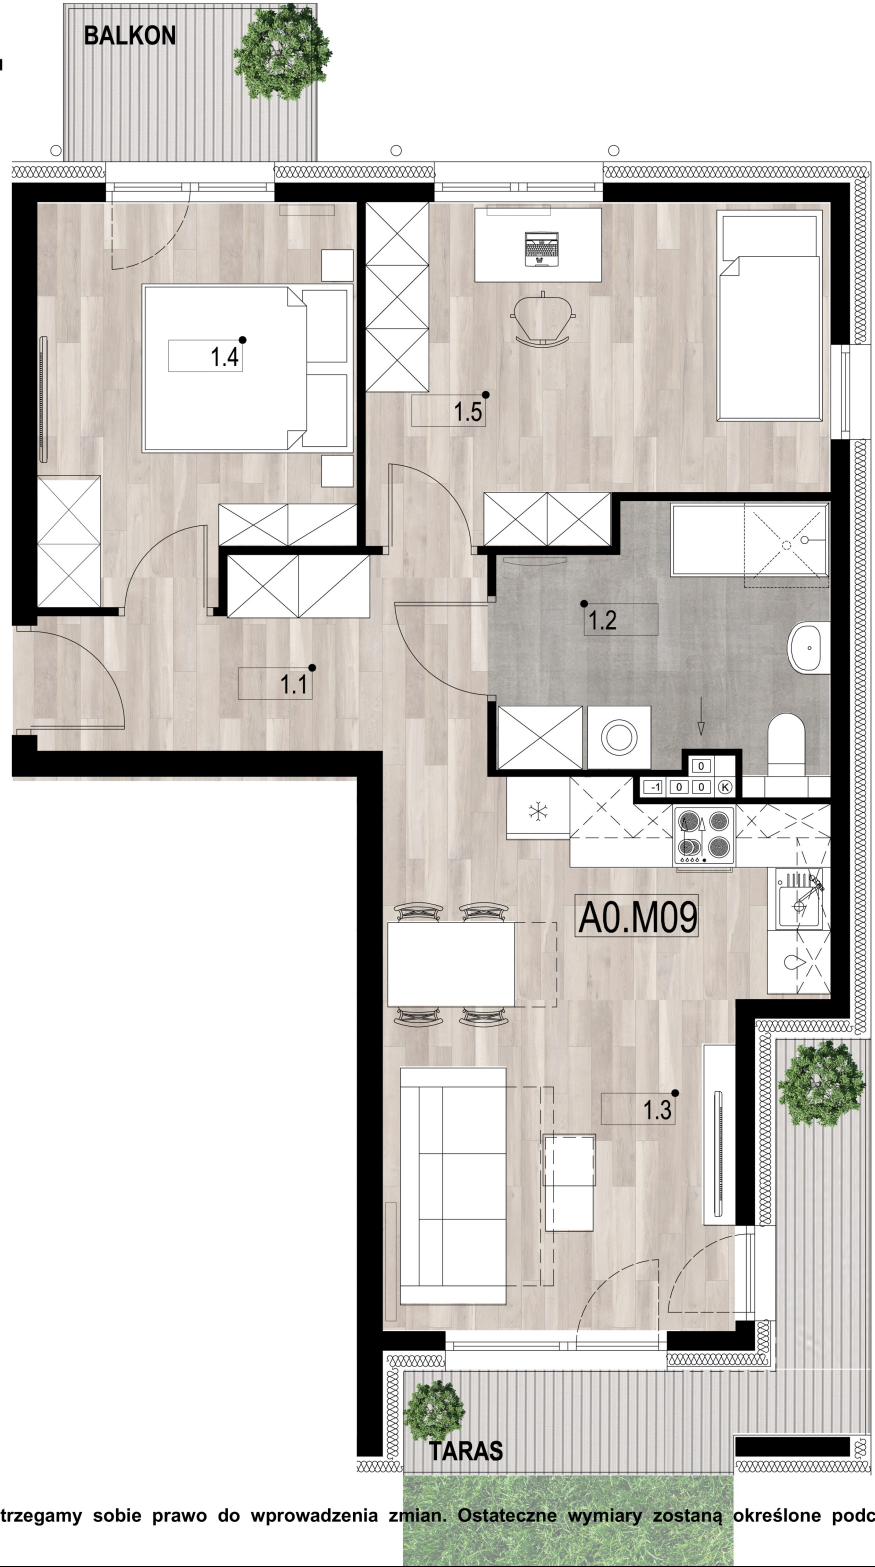 BALKON
1.4
1.5
1.2
1.1
0
-1 0 0 K
A0.M09
1.3
TARAS
trzegamy sobie prawo do wprowadzenia zmian. Ostateczne wymiary zostaną określone podc